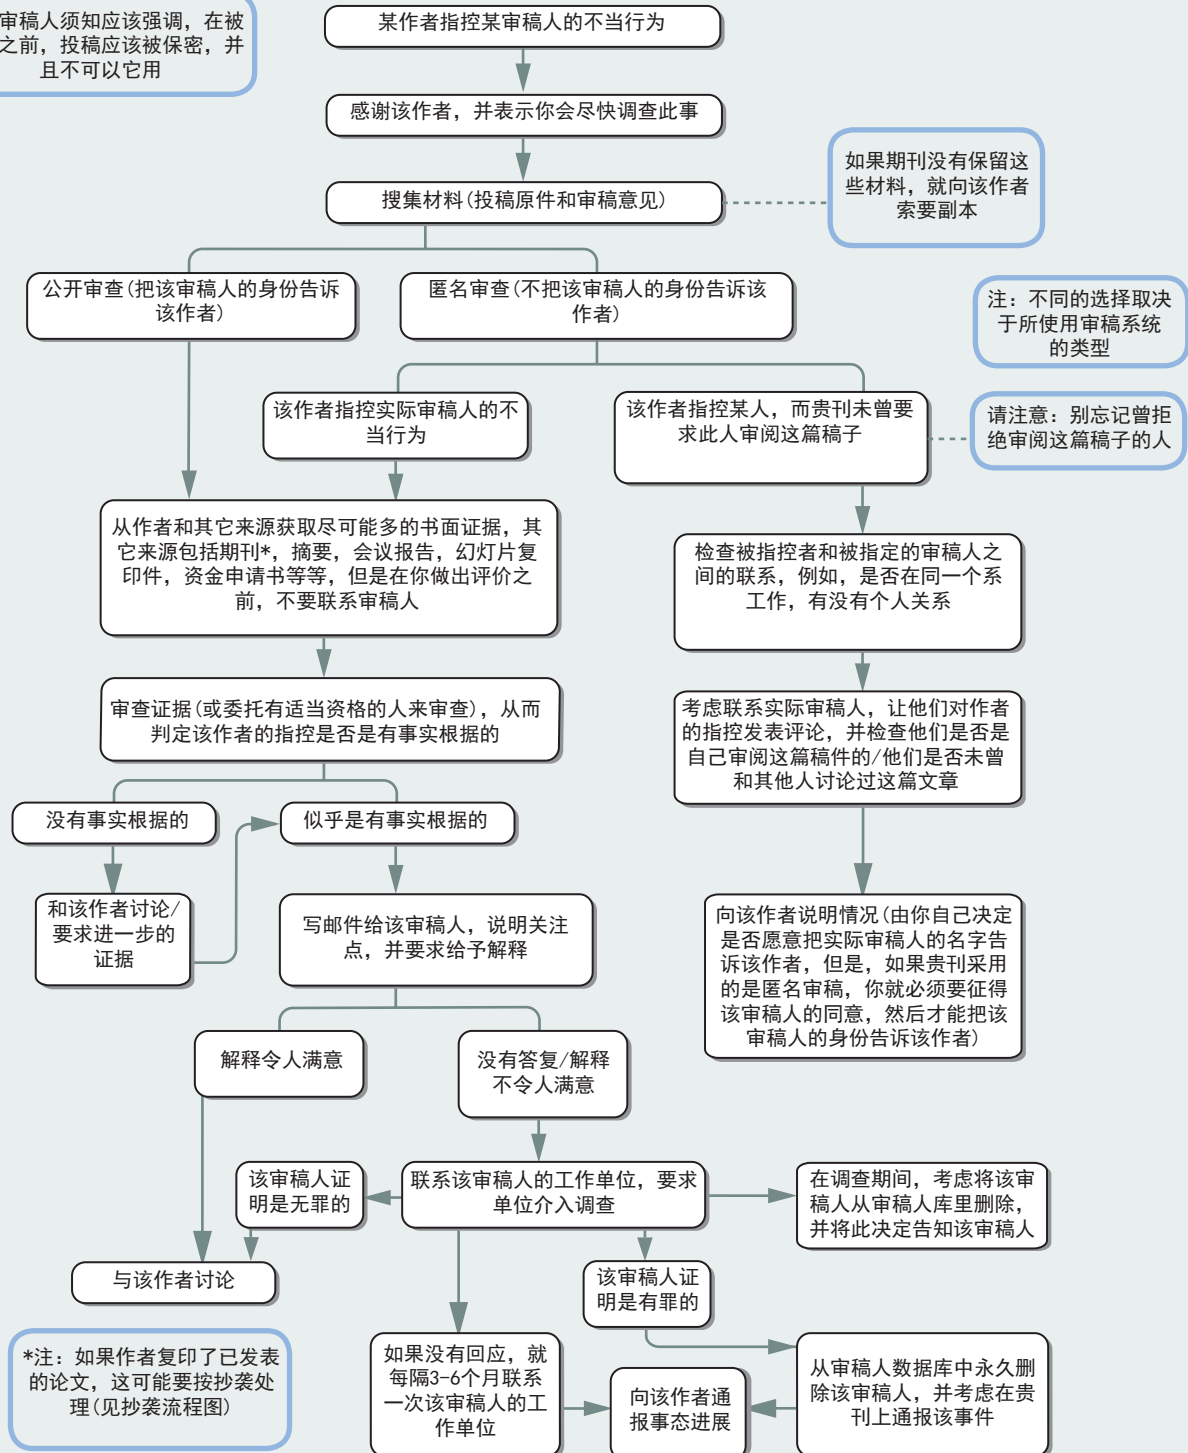 审稿人须知应该强调，在被
之前，投稿应该被保密，并
且不可以它用
某作者指控某审稿人的不当行为
感谢该作者，并表示你会尽快调查此事
搜集材料(投稿原件和审稿意见)
如果期刊没有保留这
些材料，就向该作者
索要副本
公开审查(把该审稿人的身份告诉
该作者)
匿名审查(不把该审稿人的身份告诉该
作者)
注：不同的选择取决
于所使用审稿系统
的类型
该作者指控实际审稿人的不
当行为
该作者指控某人，而贵刊未曾要
求此人审阅这篇稿子
请注意：别忘记曾拒
绝审阅这篇稿子的人
从作者和其它来源获取尽可能多的书面证据，其
它来源包括期刊*，摘要，会议报告，幻灯片复
印件，资金申请书等等，但是在你做出评价之
前，不要联系审稿人
检查被指控者和被指定的审稿人之
间的联系，例如，是否在同一个系
工作，有没有个人关系
审查证据(或委托有适当资格的人来审查)，从而
判定该作者的指控是否是有事实根据的
考虑联系实际审稿人，让他们对作者
的指控发表评论，并检查他们是否是
自己审阅这篇稿件的/他们是否未曾
和其他人讨论过这篇文章
没有事实根据的
似乎是有事实根据的
和该作者讨论/
要求进一步的
证据
写邮件给该审稿人，说明关注
点，并要求给予解释
向该作者说明情况(由你自己决定
是否愿意把实际审稿人的名字告
诉该作者，但是，如果贵刊采用
的是匿名审稿，你就必须要征得
该审稿人的同意，然后才能把该
审稿人的身份告诉该作者)
解释令人满意
没有答复/解释
不令人满意
该审稿人证
明是无罪的
联系该审稿人的工作单位，要求
单位介入调查
在调查期间，考虑将该审
稿人从审稿人库里删除，
并将此决定告知该审稿人
与该作者讨论
该审稿人证
明是有罪的
*注：如果作者复印了已发表
的论文，这可能要按抄袭处
理(见抄袭流程图)
如果没有回应，就
每隔3-6个月联系
一次该审稿人的工
作单位
向该作者通
报事态进展
从审稿人数据库中永久删
除该审稿人，并考虑在贵
刊上通报该事件